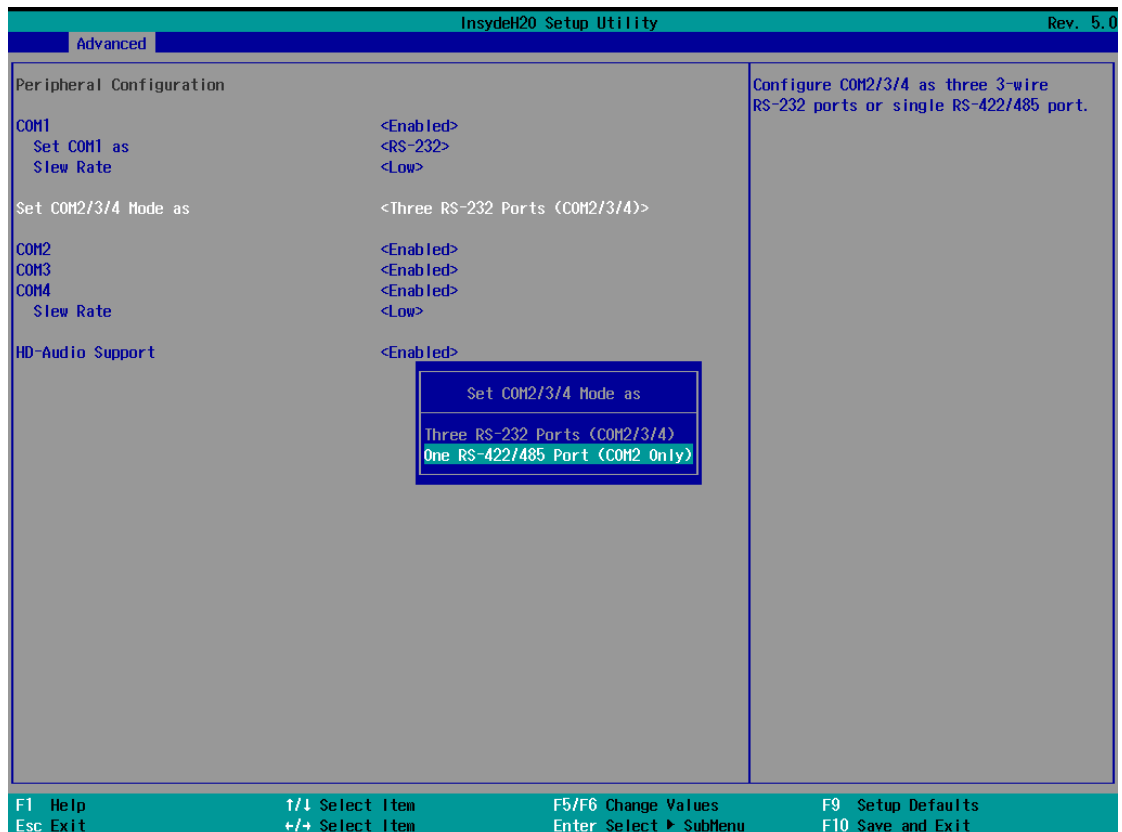 InsydeH2O Setup Utility Rev. 5.0
Advanced
Peripheral Configuration
COM1 <Enabled>
Set COM1 as <RS-232>
Slew Rate <Low>
Set COM2/3/4 Mode as <Three RS-232 Ports (COM2/3/4)>
COM2 <Enabled>
COM3 <Enabled>
COM4 <Enabled>
Slew Rate <Low>
HD-Audio Support <Enabled>
Set COM2/3/4 Mode as
Three RS-232 Ports (COM2/3/4)
One RS-422/485 Port (COM2 Only)
Configure COM2/3/4 as three 3-wire
RS-232 ports or single RS-422/485 port.
F1 Help ↑/↓ Select Item F5/F6 Change Values F9 Setup Defaults
Esc Exit ←/→ Select Item Enter Select ▶ SubMenu F10 Save and Exit